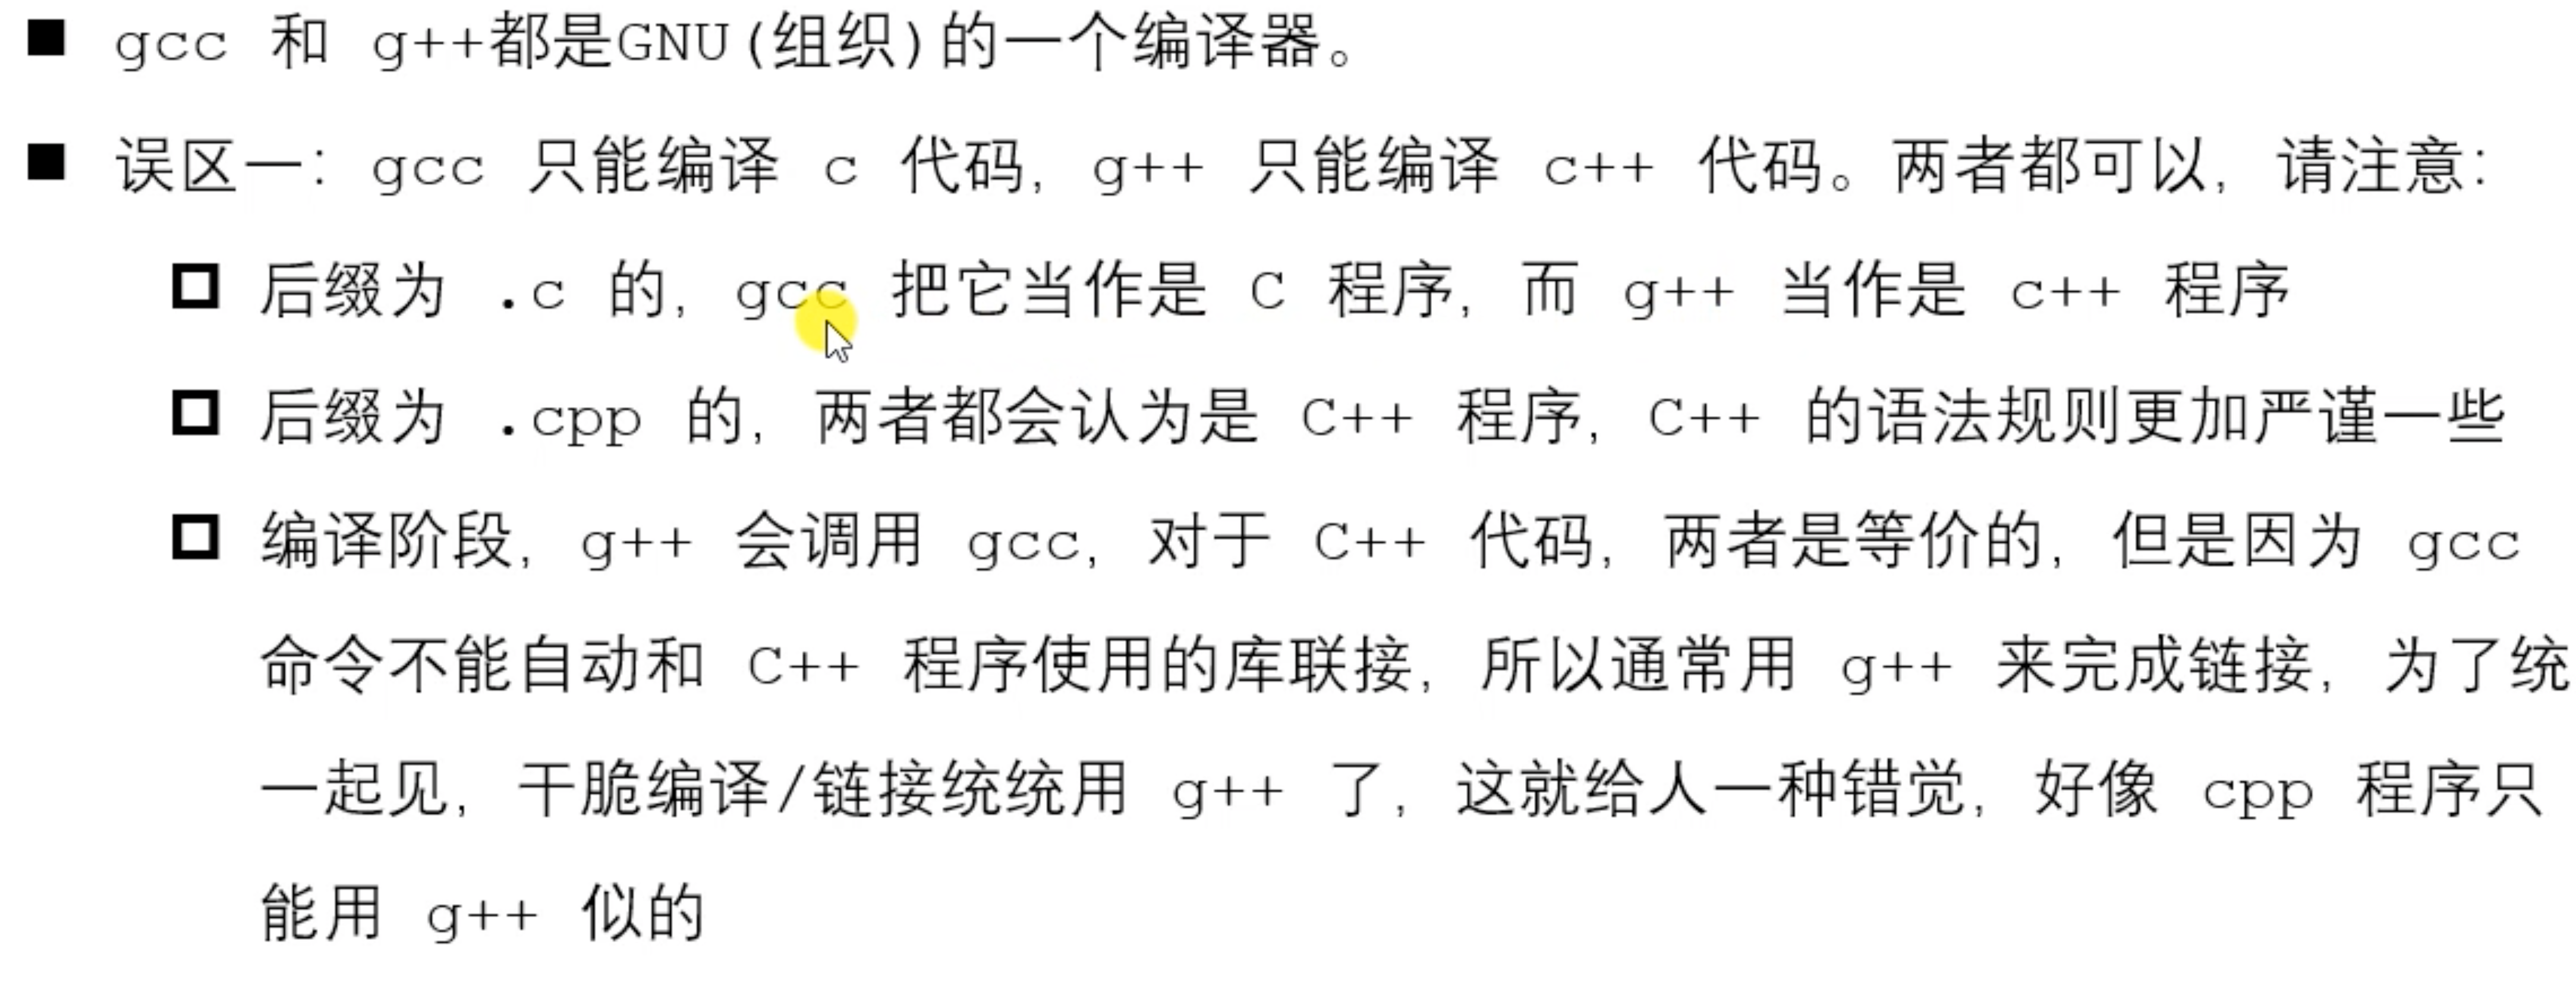 ■ gcc 和 g++都是GNU(组织)的一个编译器。
■ 误区一：gcc 只能编译 c 代码，g++ 只能编译 c++ 代码。两者都可以，请注意：
□ 后缀为 .c 的，gcc 把它当作是 C 程序，而 g++ 当作是 c++ 程序
□ 后缀为 .cpp 的，两者都会认为是 C++ 程序，C++ 的语法规则更加严谨一些
□ 编译阶段，g++ 会调用 gcc，对于 C++ 代码，两者是等价的，但是因为 gcc
命令不能自动和 C++ 程序使用的库联接，所以通常用 g++ 来完成链接，为了统
一起见，干脆编译/链接统统用 g++ 了，这就给人一种错觉，好像 cpp 程序只
能用 g++ 似的